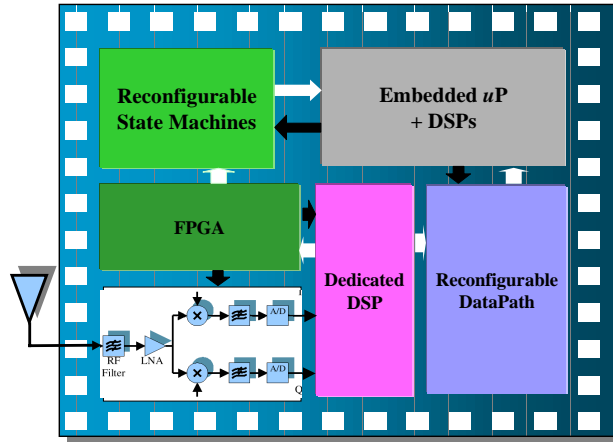 Reconfigurable
State Machines
Embedded uP
+ DSPs
FPGA
Dedicated
DSP
Reconfigurable
DataPath
I
A/D
RF
Filter
LNA
A/D
Q